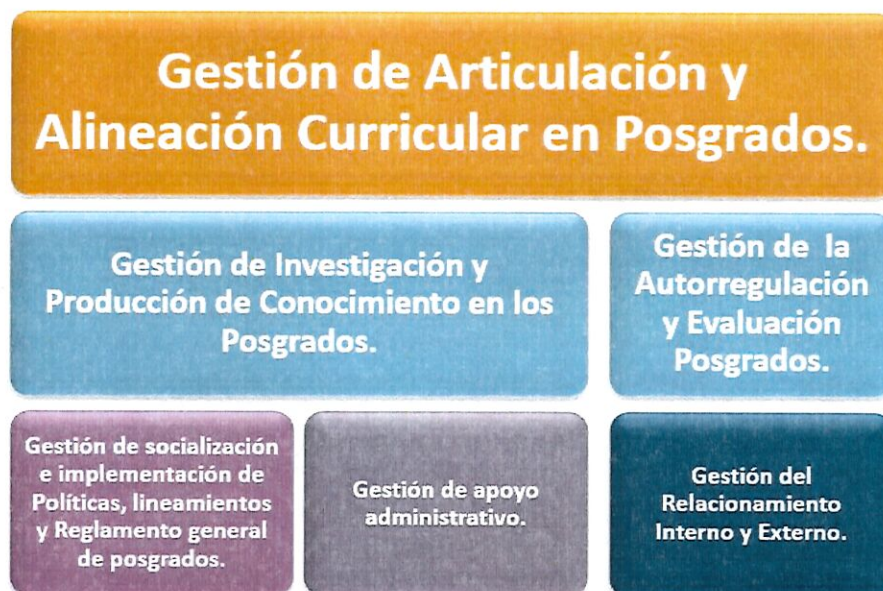 Gestión de Articulación y
Alineación Curricular en Posgrados.
Gestión de Investigación y
Producción de Conocimiento en los
Posgrados.
Gestión de la
Autorregulación
y Evaluación
Posgrados.
Gestión de socialización
e implementación de
Políticas, lineamientos
y Reglamento general
de posgrados.
Gestión de apoyo
administrativo.
Gestión del
Relacionamiento
Interno y Externo.